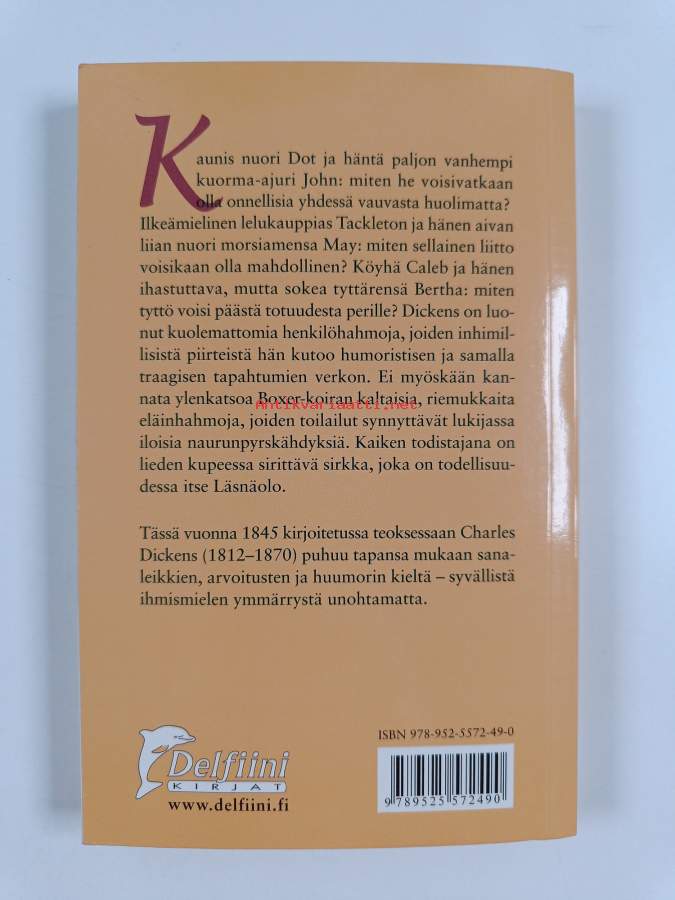 Kaunis nuori Dot ja häntä paljon vanhempi
kuorma-ajuri John: miten he voisivatkaan
olla onnellisia yhdessä vauvasta huolimatta?
Ilkeämielinen lelukauppias Tackleton ja hänen aivan
liian nuori morsiamensa May: miten sellainen liitto
voisikaan olla mahdollinen? Köyhä Caleb ja hänen
ihastuttava, mutta sokea tyttärensä Bertha: miten
tyttö voisi päästä totuudesta perille? Dickens on luo-
nut kuolemattomia henkilöhahmoja, joiden inhimil-
lisistä piirteistä hän kutoo humoristisen ja samalla
traagisen tapahtumien verkon. Ei myöskään kan-
nata ylenkatsoa Boxer-koiran kaltaisia, riemukkaita
Antikvariaatti.net
eläinhahmoja, joiden toilailut synnyttävät lukijassa
iloisia naurunpyrskähdyksiä. Kaiken todistajana on
lieden kupeessa sirittävä sirkka, joka on todellisuu-
dessa itse Läsnäolo.
Tässä vuonna 1845 kirjoitetussa teoksessaan Charles
Dickens (1812–1870) puhuu tapansa mukaan sana-
leikkien, arvoitusten ja huumorin kieltä – syvällistä
ihmismielen ymmärrystä unohtamatta.
ISBN 978-952-5572-49-0
Delfiini
KIRJAT
www.delfiini.fi
9 789525 572490